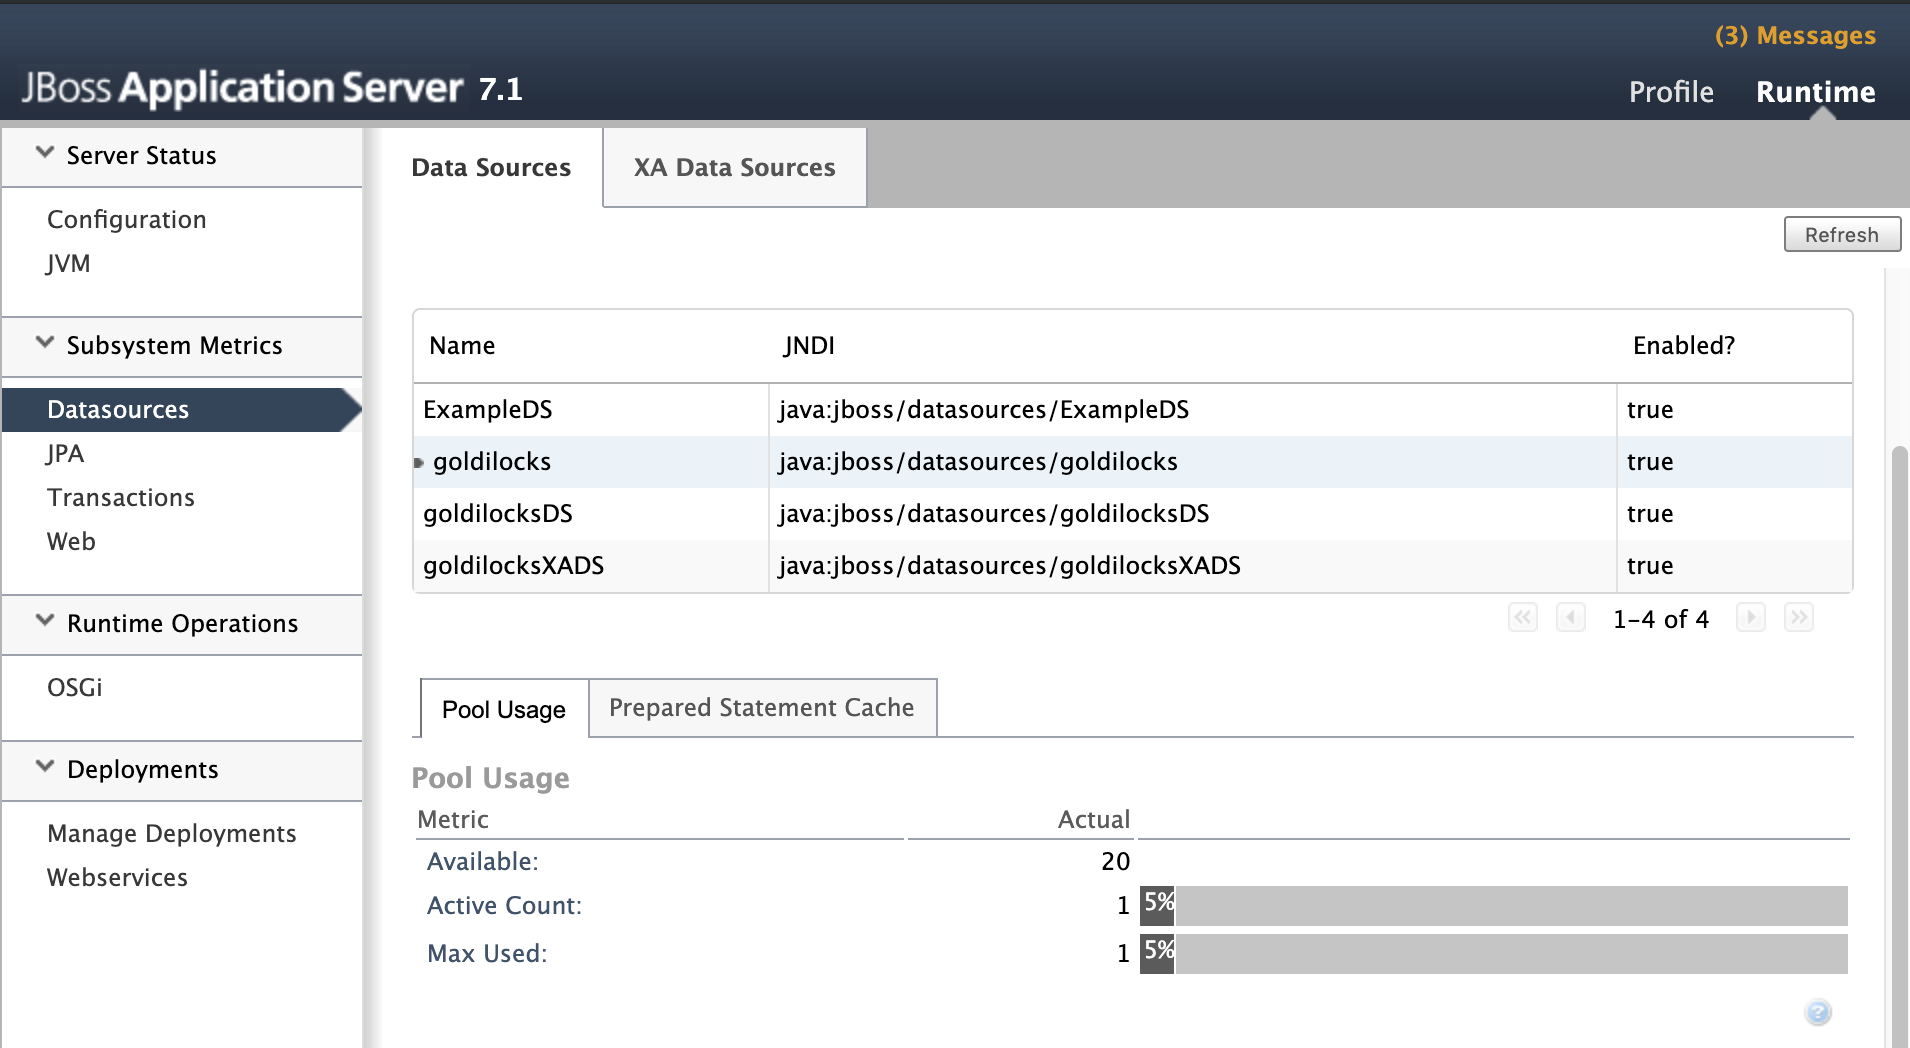 (3) Messages
JBoss Application Server 7.1
Profile Runtime
Server Status
Configuration
JVM
Subsystem Metrics
Datasources
JPA
Transactions
Web
Runtime Operations
OSGi
Deployments
Manage Deployments
Webservices
Data Sources XA Data Sources
Refresh
Name JNDI Enabled?
ExampleDS java:jboss/datasources/ExampleDS true
goldilocks java:jboss/datasources/goldilocks true
goldilocksDS java:jboss/datasources/goldilocksDS true
goldilocksXADS java:jboss/datasources/goldilocksXADS true
1-4 of 4
Pool Usage Prepared Statement Cache
Pool Usage
Metric Actual
Available: 20
Active Count: 1 5%
Max Used: 1 5%
?